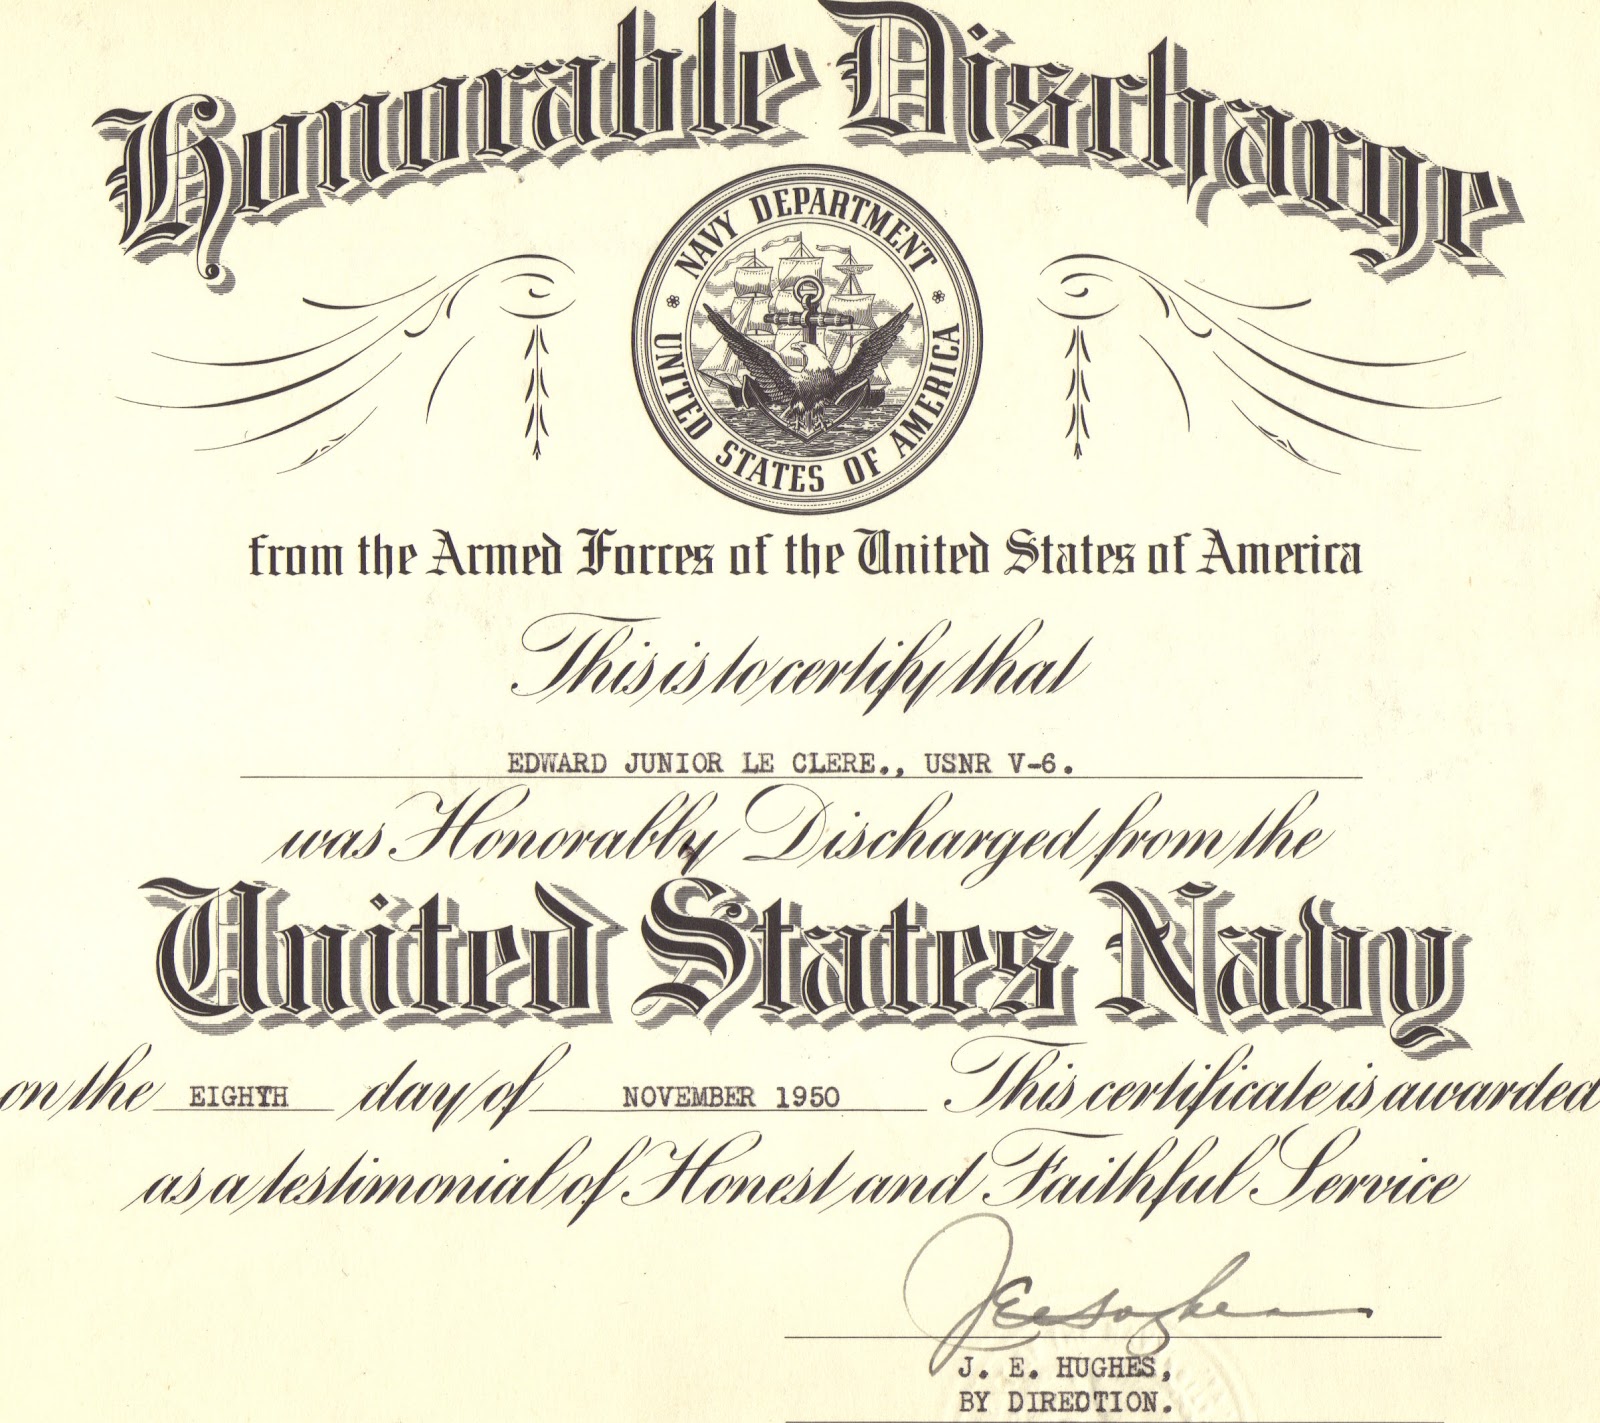 Honorable Discharge
NAVY DEPARTMENT
UNITED STATES OF AMERICA
from the Armed Forces of the United States of America
This is to certify that
EDWARD JUNIOR LE CLERE., USNR V-6.
was Honorably Discharged from the
United States Navy
on the EIGHTH day of NOVEMBER 1950 This certificate is awarded
as a testimonial of Honest and Faithful Service
J. E. HUGHES,
BY DIRECTION.